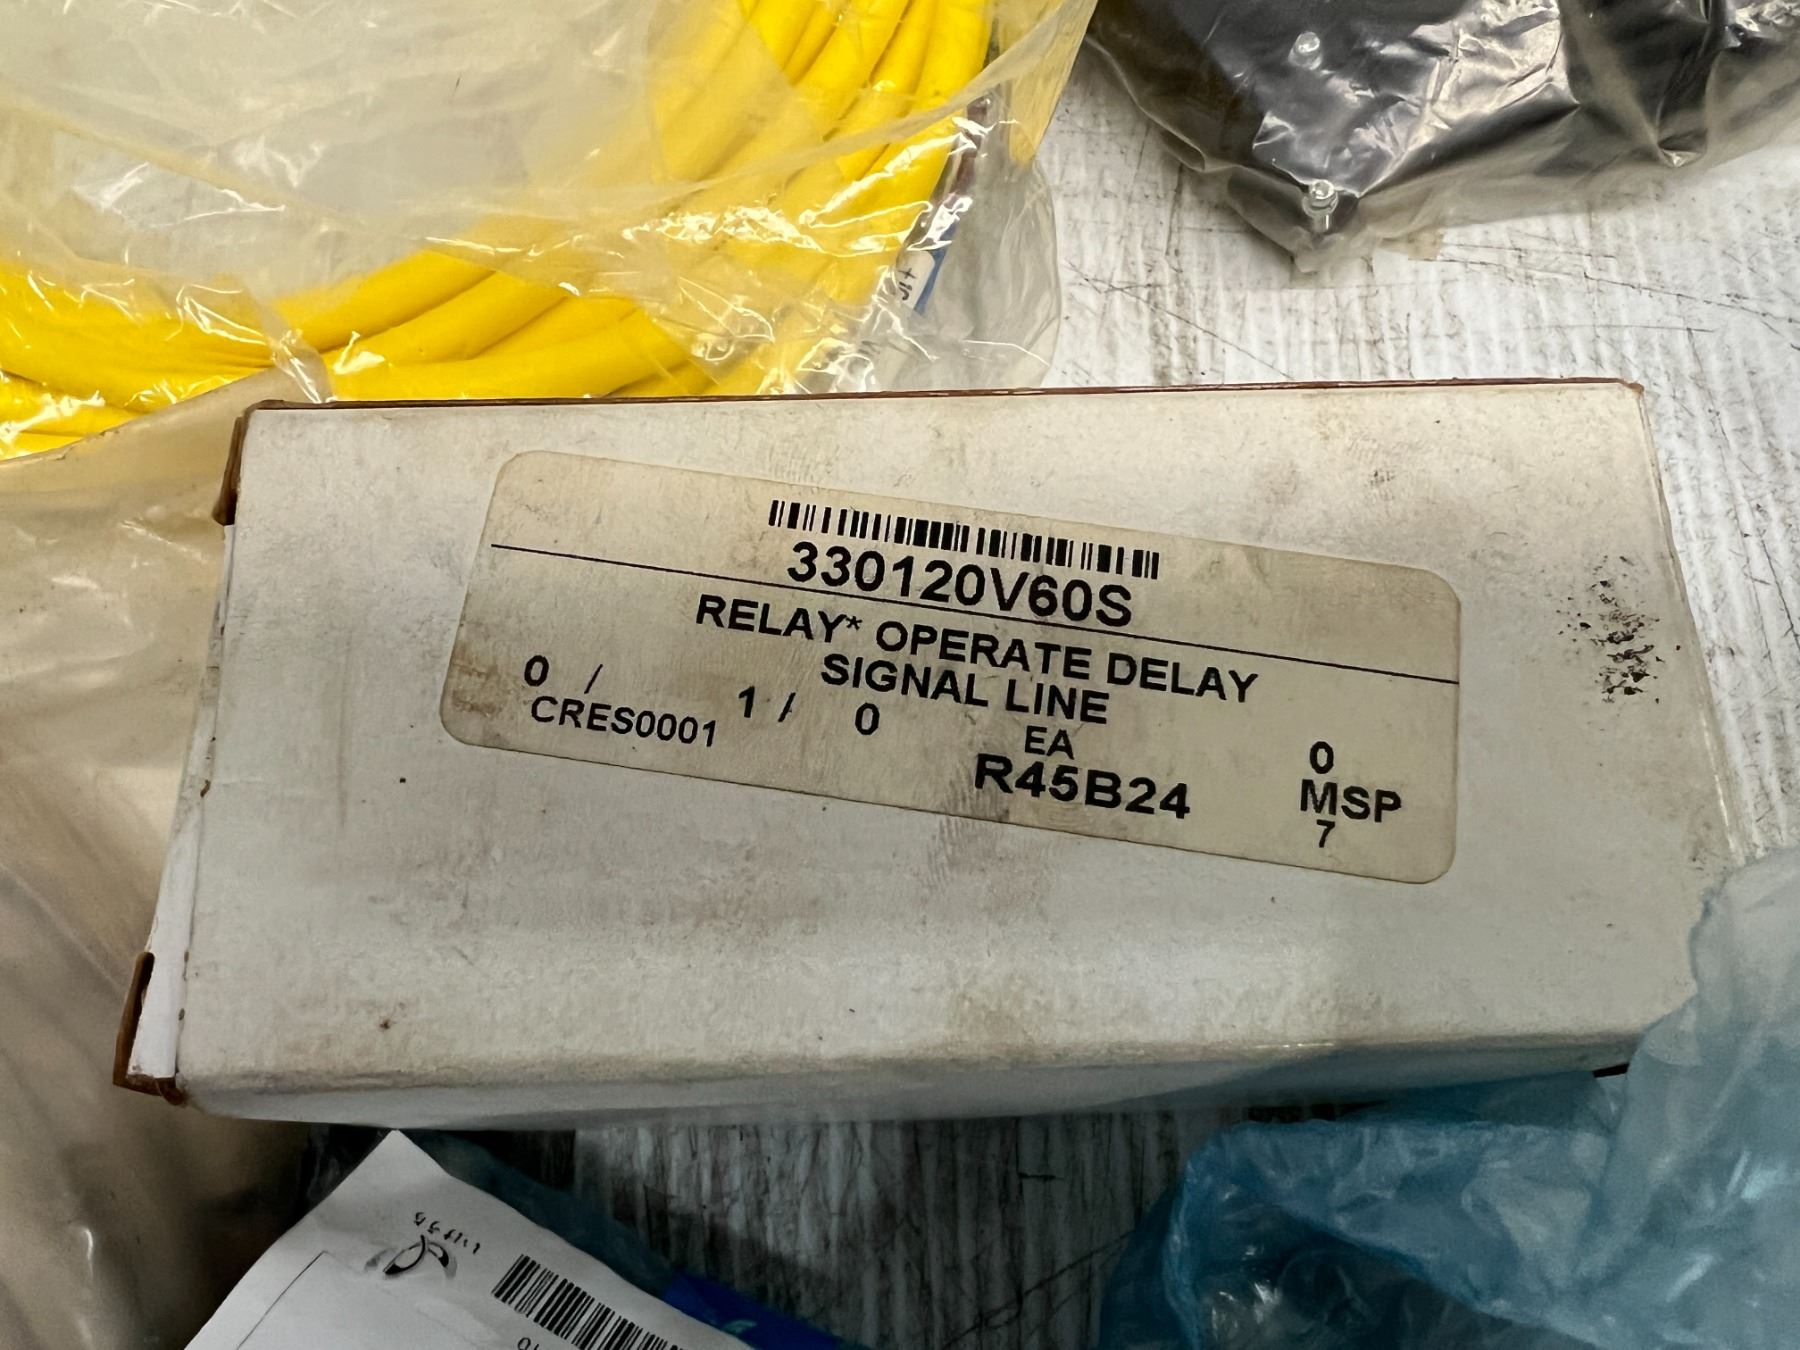 330120V60S
RELAY* OPERATE DELAY
SIGNAL LINE
0 / 1 / 0 EA 0
CRES0001 R45B24 MSP
7